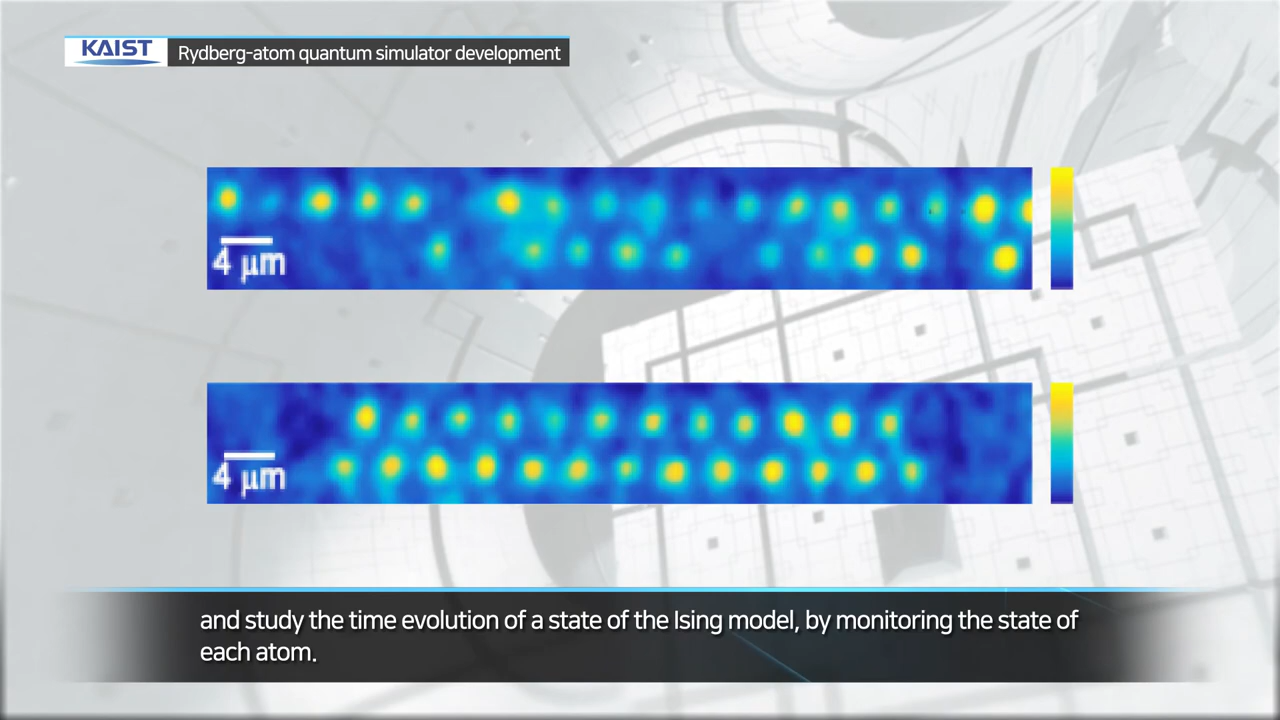 KAIST
Rydberg-atom quantum simulator development
4 μm
4 μm
and study the time evolution of a state of the Ising model, by monitoring the state of
each atom.